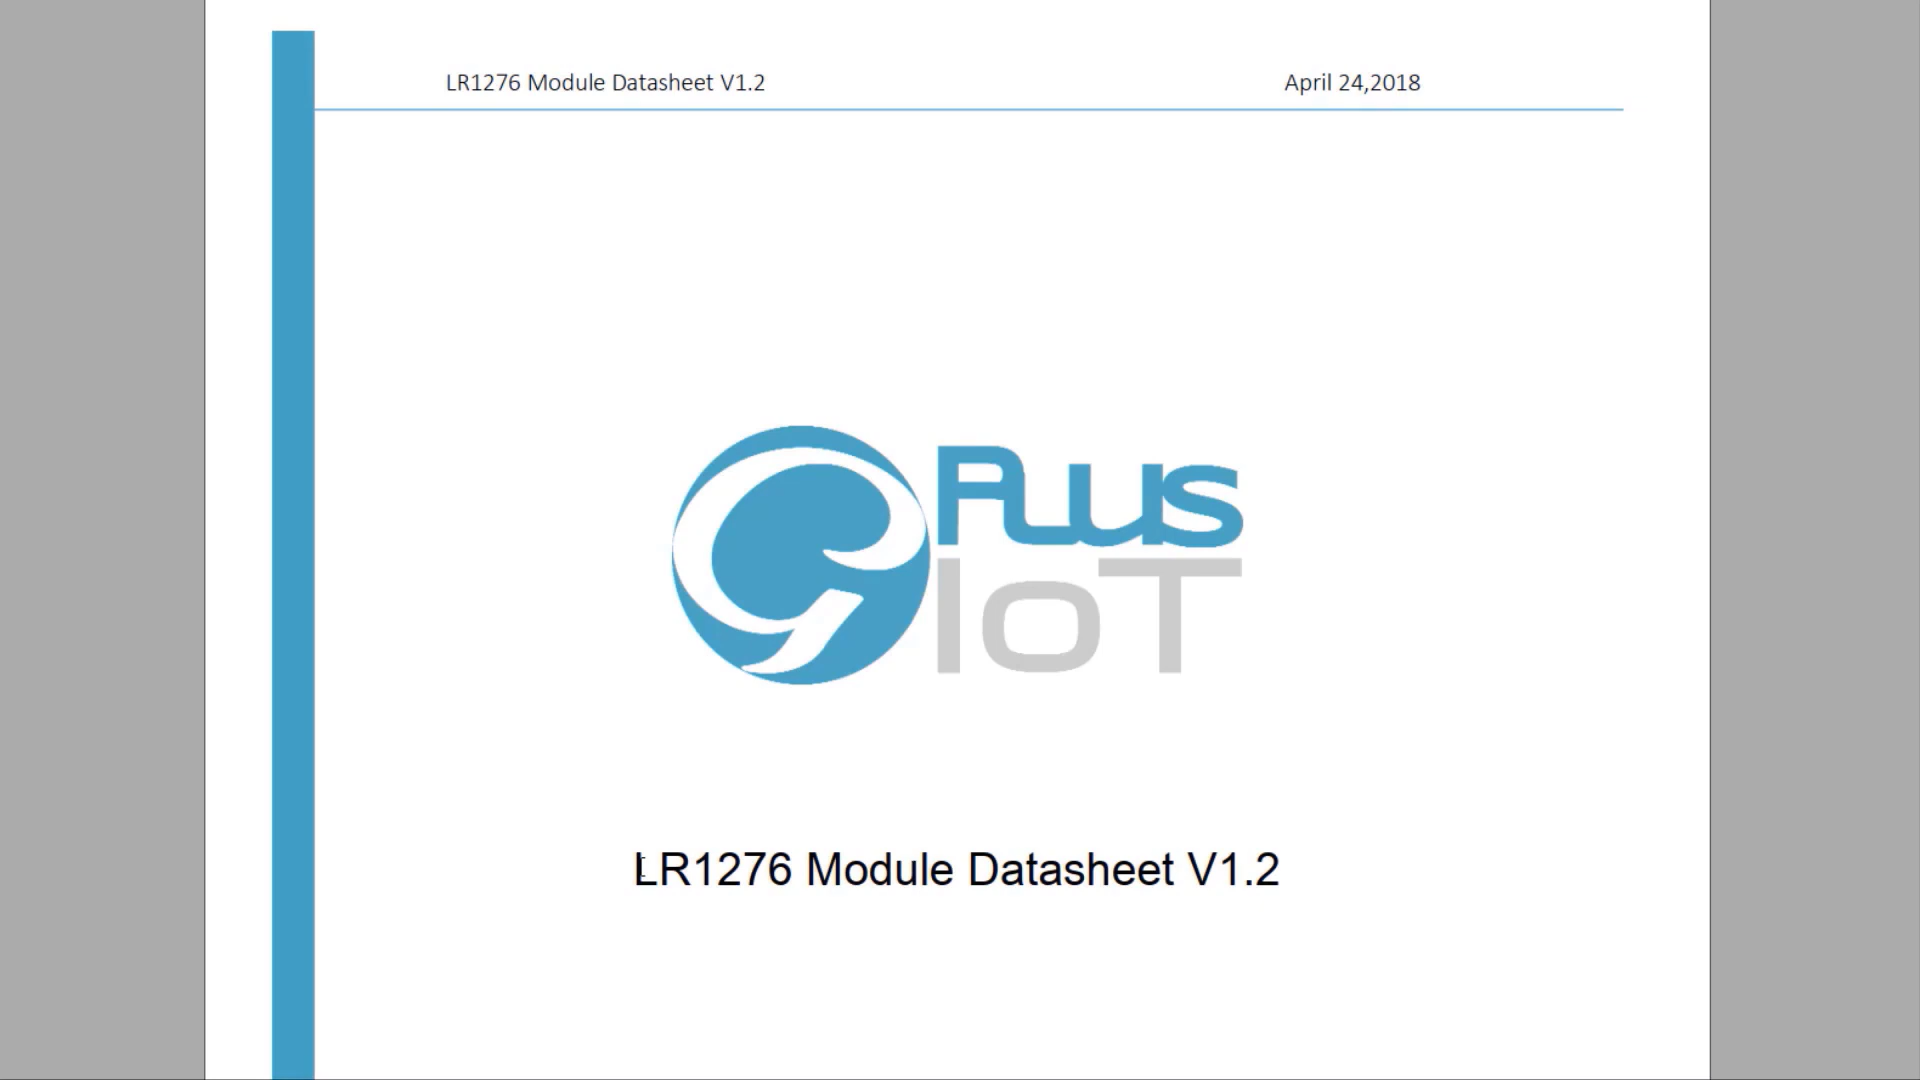 LR1276 Module Datasheet V1.2 April 24,2018
G Plus
IoT
LR1276 Module Datasheet V1.2